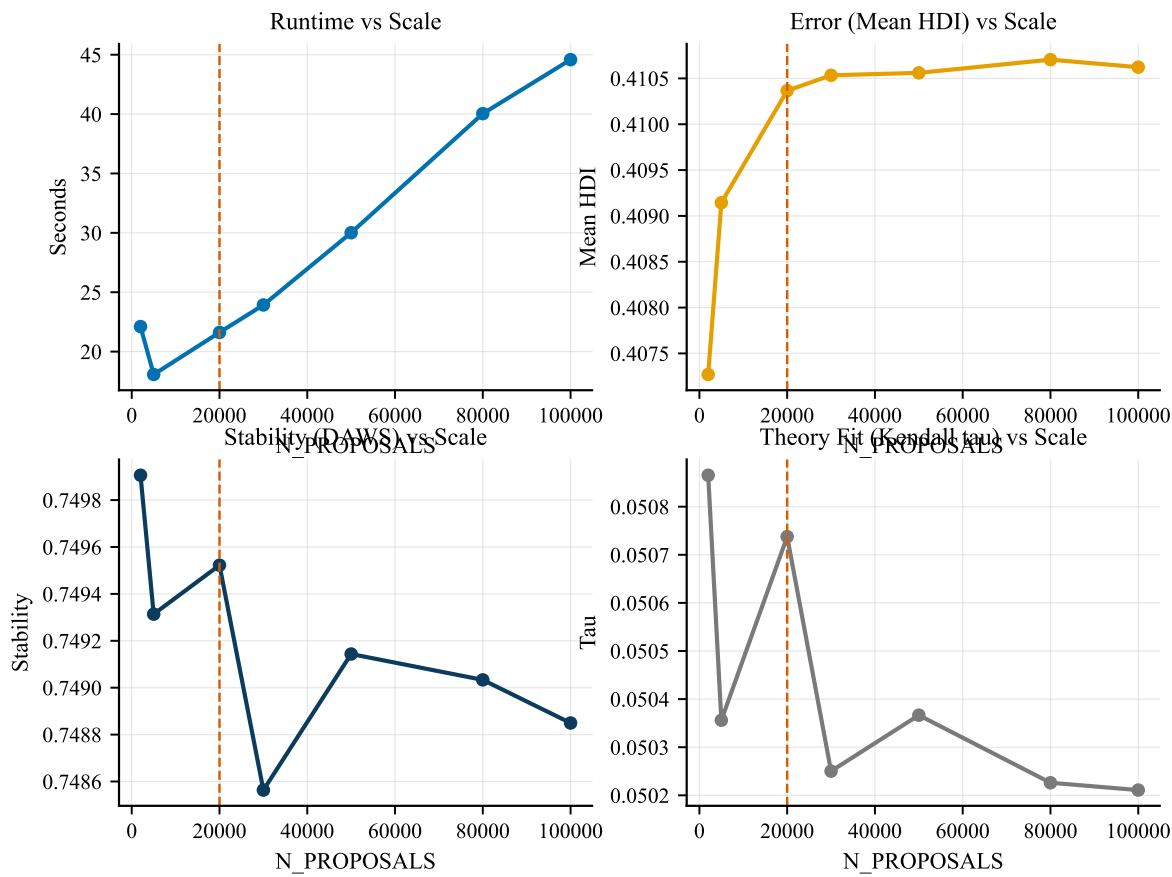 Runtime vs Scale
Seconds
45
40
35
30
25
20
0 20000 40000 60000 80000 100000
N_PROPOSALS
Error (Mean HDI) vs Scale
Mean HDI
0.4105
0.4100
0.4095
0.4090
0.4085
0.4080
0.4075
0 20000 40000 60000 80000 100000
N_PROPOSALS
Stability (DAWS) vs Scale
Stability
0.7498
0.7496
0.7494
0.7492
0.7490
0.7488
0.7486
0 20000 40000 60000 80000 100000
N_PROPOSALS
Theory Fit (Kendall tau) vs Scale
Tau
0.0508
0.0507
0.0506
0.0505
0.0504
0.0503
0.0502
0 20000 40000 60000 80000 100000
N_PROPOSALS